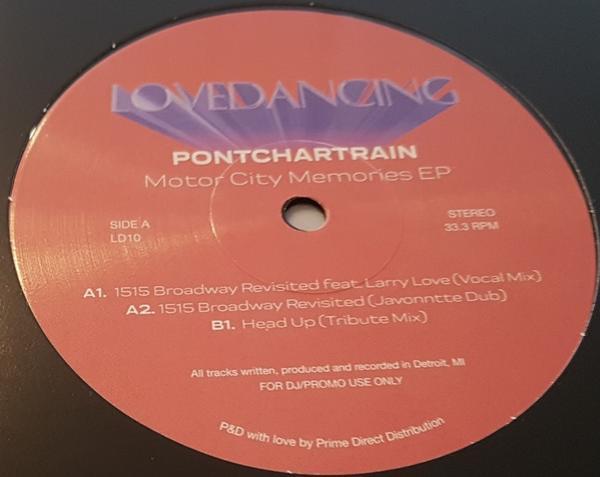 LOVEDANCING
PONTCHARTRAIN
Motor City Memories EP
SIDE A
LD10
STEREO
33.3 RPM
A1. 1515 Broadway Revisited feat. Larry Love (Vocal Mix)
A2. 1515 Broadway Revisited (Javonntte Dub)
B1. Head Up (Tribute Mix)
All tracks written, produced and recorded in Detroit, MI
FOR DJ/PROMO USE ONLY
P&D with love by Prime Direct Distribution